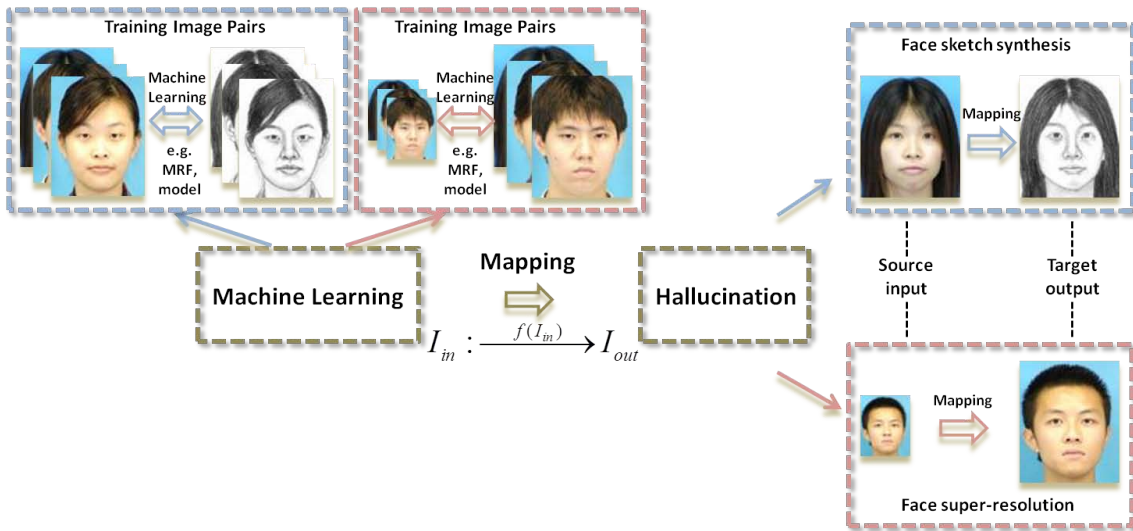 Training Image Pairs
Machine
Learning
e.g.
MRF,
model
Training Image Pairs
Machine
Learning
e.g.
MRF,
model
Face sketch synthesis
Mapping
Machine Learning
Mapping
I_in : f(I_in) → I_out
Hallucination
Source
input
Target
output
Mapping
Face super-resolution